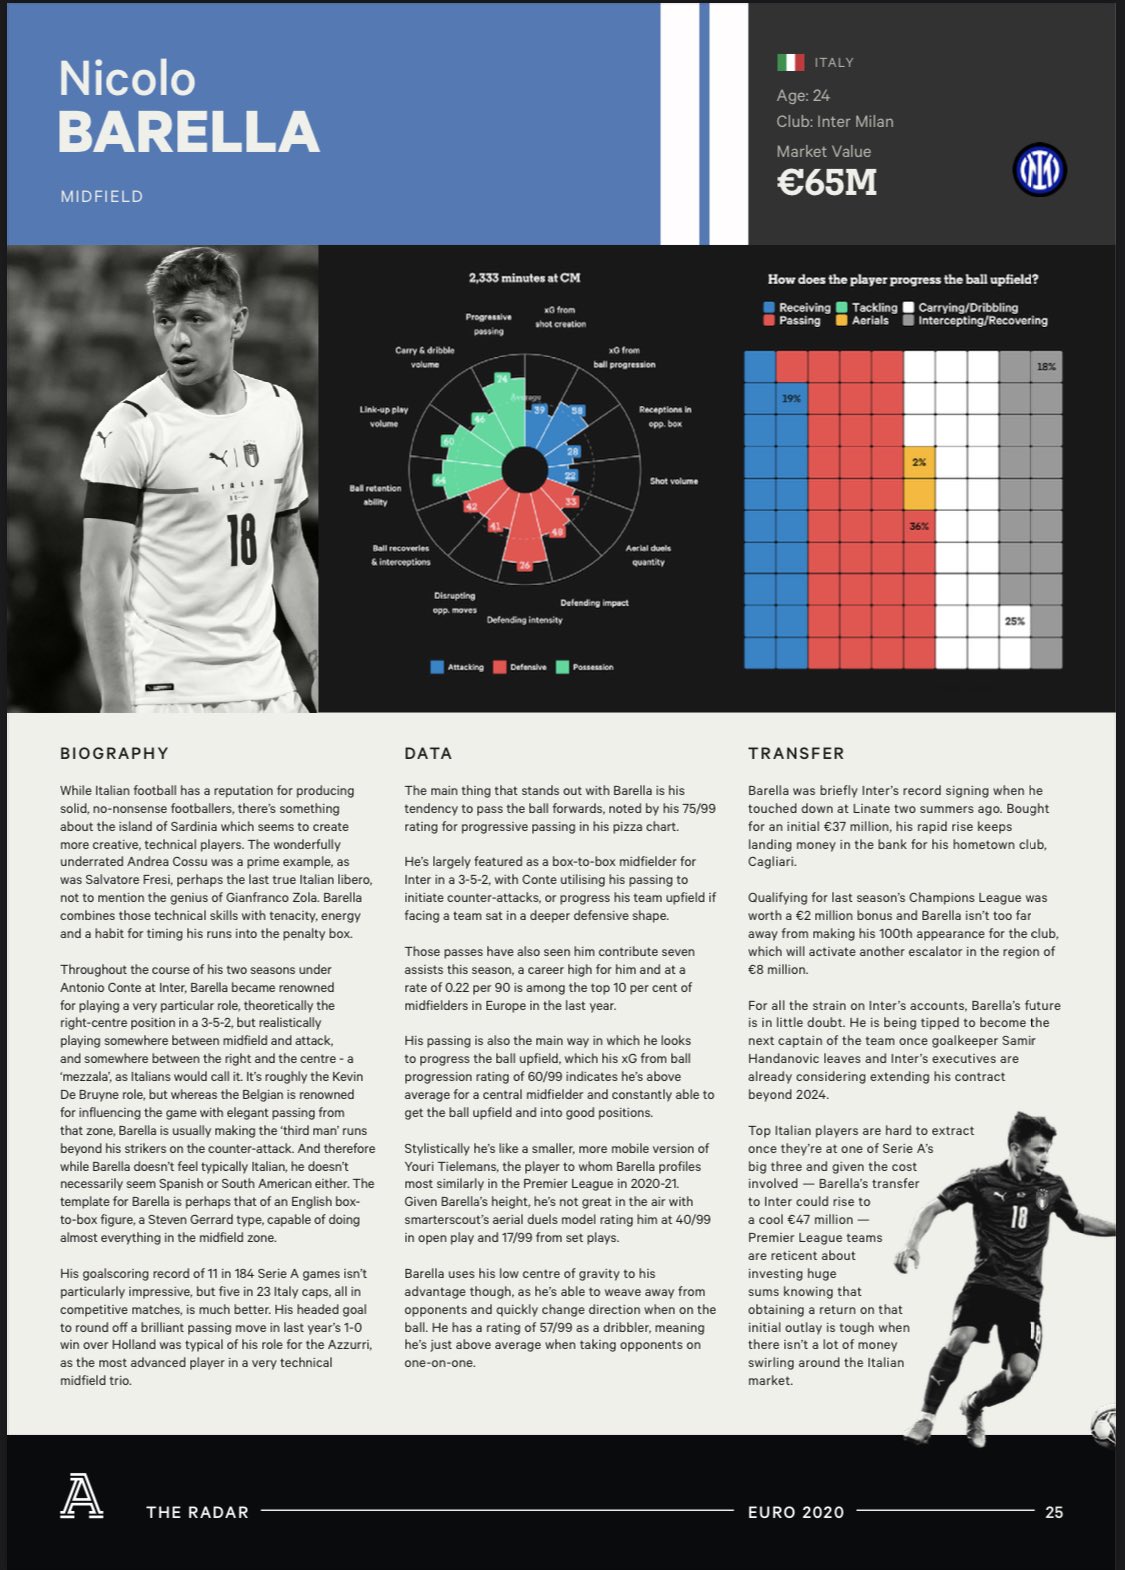 Nicolo
BARELLA
MIDFIELD
ITALY
Age: 24
Club: Inter Milan
Market Value
€65M
ITALIA
18
2,333 minutes at CM
Progressive
passing
xG from
shot creation
Carry & dribble
volume
xG from
ball progression
Link-up play
volume
Receptions in
opp. box
Ball retention
ability
Shot volume
Ball recoveries
& interceptions
Aerial duels
quantity
Disrupting
opp. moves
Defending impact
Defending intensity
Average
74
39
58
46
60
28
64
22
42
33
41
48
76
Attacking
Defensive
Possession
How does the player progress the ball upfield?
Receiving
Tackling
Carrying/Dribbling
Passing
Aerials
Intercepting/Recovering
18%
19%
2%
36%
25%
BIOGRAPHY
While Italian football has a reputation for producing
solid, no-nonsense footballers, there's something
about the island of Sardinia which seems to create
more creative, technical players. The wonderfully
underrated Andrea Cossu was a prime example, as
was Salvatore Fresi, perhaps the last true Italian libero,
not to mention the genius of Gianfranco Zola. Barella
combines those technical skills with tenacity, energy
and a habit for timing his runs into the penalty box.
Throughout the course of his two seasons under
Antonio Conte at Inter, Barella became renowned
for playing a very particular role, theoretically the
right-centre position in a 3-5-2, but realistically
playing somewhere between midfield and attack,
and somewhere between the right and the centre - a
‘mezzala’, as Italians would call it. It's roughly the Kevin
De Bruyne role, but whereas the Belgian is renowned
for influencing the game with elegant passing from
that zone, Barella is usually making the ‘third man’ runs
beyond his strikers on the counter-attack. And therefore
while Barella doesn't feel typically Italian, he doesn't
necessarily seem Spanish or South American either. The
template for Barella is perhaps that of an English box-
to-box figure, a Steven Gerrard type, capable of doing
almost everything in the midfield zone.
His goalscoring record of 11 in 184 Serie A games isn't
particularly impressive, but five in 23 Italy caps, all in
competitive matches, is much better. His headed goal
to round off a brilliant passing move in last year's 1-0
win over Holland was typical of his role for the Azzurri,
as the most advanced player in a very technical
midfield trio.
DATA
The main thing that stands out with Barella is his
tendency to pass the ball forwards, noted by his 75/99
rating for progressive passing in his pizza chart.
He's largely featured as a box-to-box midfielder for
Inter in a 3-5-2, with Conte utilising his passing to
initiate counter-attacks, or progress his team upfield if
facing a team sat in a deeper defensive shape.
Those passes have also seen him contribute seven
assists this season, a career high for him and at a
rate of 0.22 per 90 is among the top 10 per cent of
midfielders in Europe in the last year.
His passing is also the main way in which he looks
to progress the ball upfield, which his xG from ball
progression rating of 60/99 indicates he's above
average for a central midfielder and constantly able to
get the ball upfield and into good positions.
Stylistically he's like a smaller, more mobile version of
Youri Tielemans, the player to whom Barella profiles
most similarly in the Premier League in 2020-21.
Given Barella's height, he's not great in the air with
smarterscout's aerial duels model rating him at 40/99
in open play and 17/99 from set plays.
Barella uses his low centre of gravity to his
advantage though, as he's able to weave away from
opponents and quickly change direction when on the
ball. He has a rating of 57/99 as a dribbler, meaning
he's just above average when taking opponents on
one-on-one.
TRANSFER
Barella was briefly Inter's record signing when he
touched down at Linate two summers ago. Bought
for an initial €37 million, his rapid rise keeps
landing money in the bank for his hometown club,
Cagliari.
Qualifying for last season's Champions League was
worth a €2 million bonus and Barella isn't too far
away from making his 100th appearance for the club,
which will activate another escalator in the region of
€8 million.
For all the strain on Inter's accounts, Barella's future
is in little doubt. He is being tipped to become the
next captain of the team once goalkeeper Samir
Handanovic leaves and Inter's executives are
already considering extending his contract
beyond 2024.
Top Italian players are hard to extract
once they're at one of Serie A's
big three and given the cost
involved — Barella's transfer
to Inter could rise to
a cool €47 million —
Premier League teams
are reticent about
investing huge
sums knowing that
obtaining a return on that
initial outlay is tough when
there isn't a lot of money
swirling around the Italian
market.
18
18
A
THE RADAR
EURO 2020
25